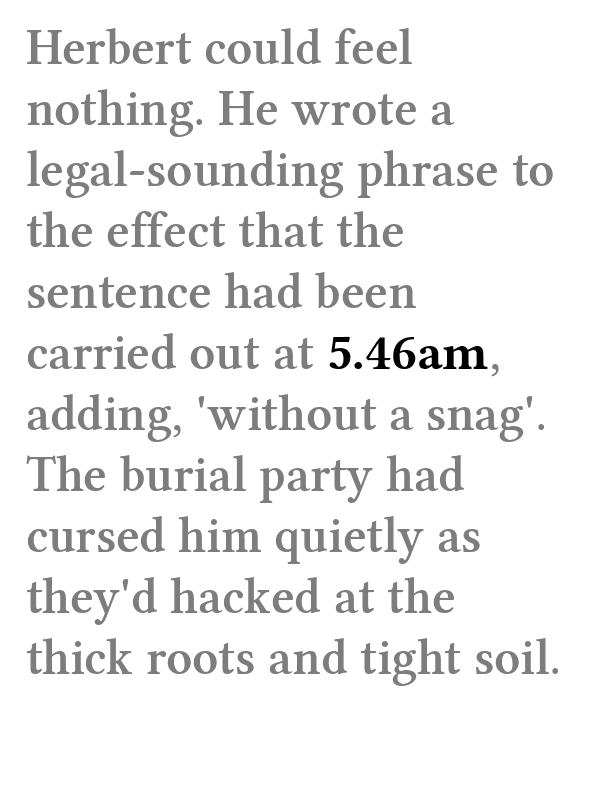 Herbert could feel
nothing. He wrote a
legal-sounding phrase to
the effect that the
sentence had been
carried out at 5.46am,
adding, 'without a snag'.
The burial party had
cursed him quietly as
they'd hacked at the
thick roots and tight soil.